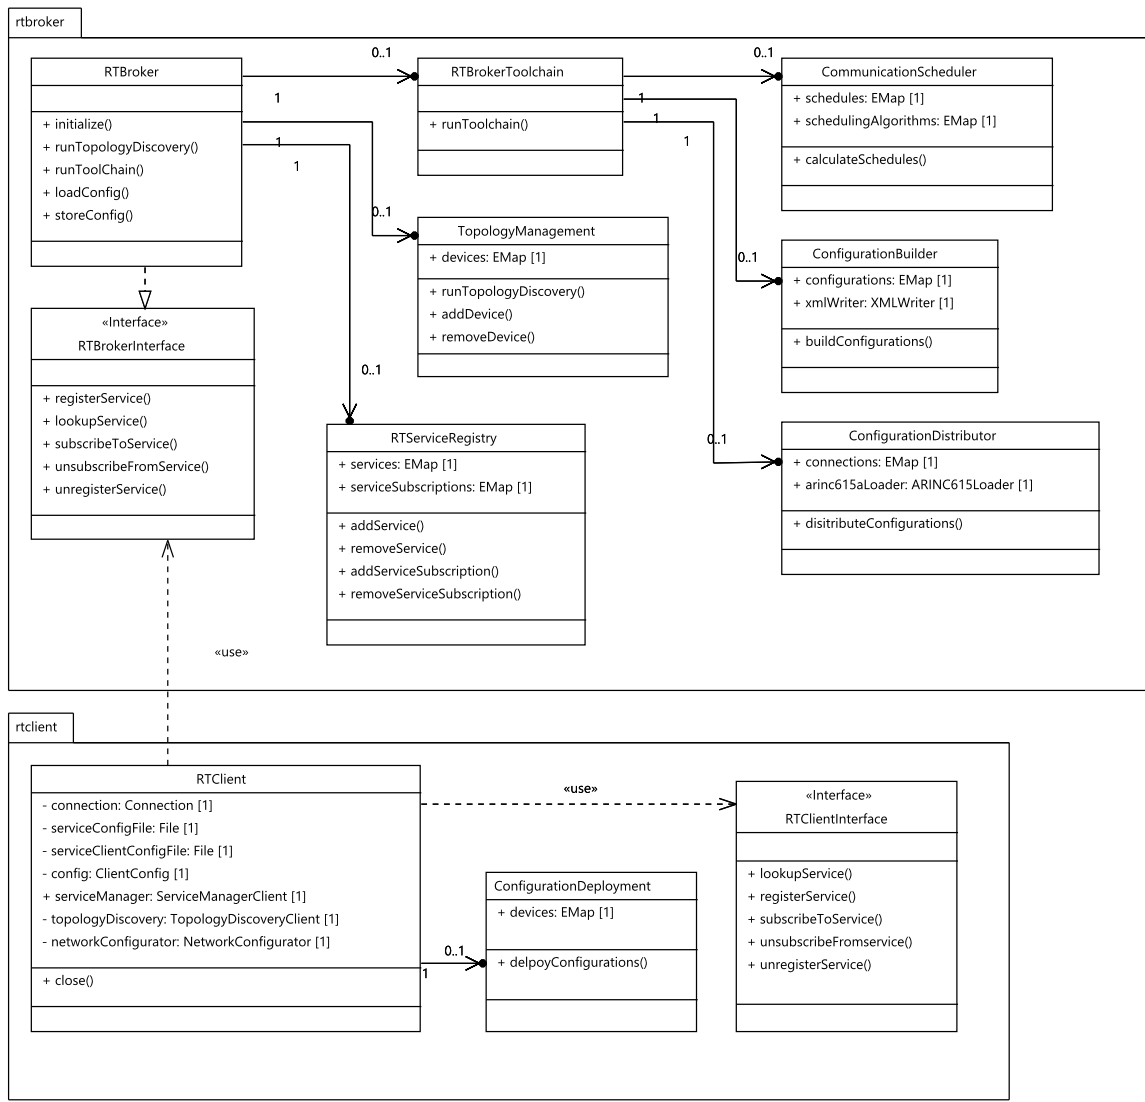 rtbroker
RTBroker
+ initialize()
+ runTopologyDiscovery()
+ runToolChain()
+ loadConfig()
+ storeConfig()
0..1
1
1
1
0..1
0..1
RTBrokerToolchain
+ runToolchain()
0..1
1
1
1
0..1
0..1
CommunicationScheduler
+ schedules: EMap [1]
+ schedulingAlgorithms: EMap [1]
+ calculateSchedules()
TopologyManagement
+ devices: EMap [1]
+ runTopologyDiscovery()
+ addDevice()
+ removeDevice()
ConfigurationBuilder
+ configurations: EMap [1]
+ xmlWriter: XMLWriter [1]
+ buildConfigurations()
«Interface»
RTBrokerInterface
+ registerService()
+ lookupService()
+ subscribeToService()
+ unsubscribeFromService()
+ unregisterService()
RTServiceRegistry
+ services: EMap [1]
+ serviceSubscriptions: EMap [1]
+ addService()
+ removeService()
+ addServiceSubscription()
+ removeServiceSubscription()
ConfigurationDistributor
+ connections: EMap [1]
+ arinc615aLoader: ARINC615Loader [1]
+ disitributeConfigurations()
«use»
rtclient
RTClient
- connection: Connection [1]
- serviceConfigFile: File [1]
- serviceClientConfigFile: File [1]
- config: ClientConfig [1]
+ serviceManager: ServiceManagerClient [1]
- topologyDiscovery: TopologyDiscoveryClient [1]
- networkConfigurator: NetworkConfigurator [1]
+ close()
«use»
0..1
1
ConfigurationDeployment
+ devices: EMap [1]
+ delpoyConfigurations()
«Interface»
RTClientInterface
+ lookupService()
+ registerService()
+ subscribeToService()
+ unsubscribeFromservice()
+ unregisterService()